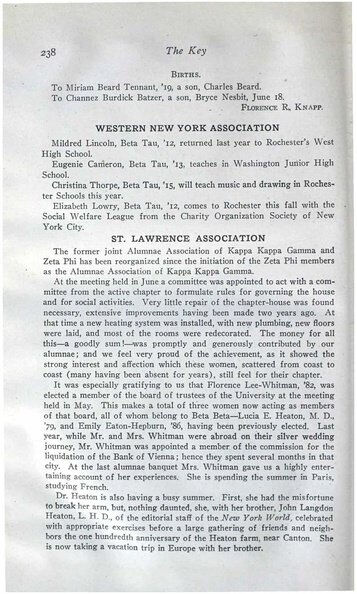 238 The Key
BIRTHS.
To Miriam Beard Tennant, '19, a son, Charles Beard.
To Channez Burdick Batzer, a son, Bryce Nesbit, June 18.
FLORENCE R. KNAPP.
WESTERN NEW YORK ASSOCIATION
Mildred Lincoln, Beta Tau, '12, returned last year to Rochester's West
High School.
Eugenie Cameron, Beta Tau, '13, teaches in Washington Junior High
School.
Christina Thorpe, Beta Tau, '15, will teach music and drawing in Roches-
ter Schools this year.
Elizabeth Lowry, Beta Tau, '12, comes to Rochester this fall with the
Social Welfare League from the Charity Organization Society of New
York City.
ST. LAWRENCE ASSOCIATION
The former joint Alumnae Association of Kappa Kappa Gamma and
Zeta Phi has been reorganized since the initiation of the Zeta Phi members
as the Alumnae Association of Kappa Kappa Gamma.
At the meeting held in June a committee was appointed to act with a com-
mittee from the active chapter to formulate rules for governing the house
and for social activities. Very little repair of the chapter-house was found
necessary, extensive improvements having been made two years ago. At
that time a new heating system was installed, with new plumbing, new floors
were laid, and most of the rooms were redecorated. The money for all
this—a goodly sum!—was promptly and generously contributed by our
alumnae; and we feel very proud of the achievement, as it showed the
strong interest and affection which these women, scattered from coast to
coast (many having been absent for years), still feel for their chapter.
It was especially gratifying to us that Florence Lee-Whitman, '82, was
elected a member of the board of trustees of the University at the meeting
held in May. This makes a total of three women now acting as members
of that board, all of whom belong to Beta Beta—Lucia E. Heaton, M. D.,
'79, and Emily Eaton-Hepburn, '86, having been previously elected. Last
year, while Mr. and Mrs. Whitman were abroad on their silver wedding
journey, Mr. Whitman was appointed a member of the commission for the
liquidation of the Bank of Vienna; hence they spent several months in that
city. At the last alumnae banquet Mrs. Whitman gave us a highly enter-
taining account of her experiences. She is spending the summer in Paris,
studying French.
Dr. Heaton is also having a busy summer. First, she had the misfortune
to break her arm, but, nothing daunted, she, with her brother, John Langdon
Heaton, L. H. D., of the editorial staff of the New York World, celebrated
with appropriate exercises before a large gathering of friends and neigh-
bors the one hundredth anniversary of the Heaton farm, near Canton. She
is now taking a vacation trip in Europe with her brother.